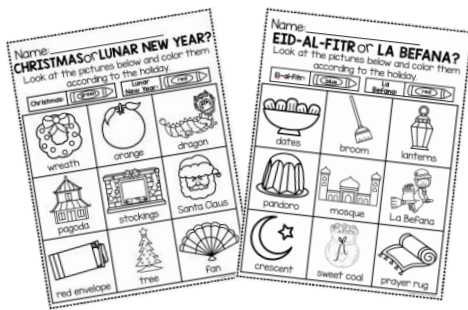 Name:
CHRISTMAS or LUNAR NEW YEAR?
Look at the pictures below and color them
according to the holiday.
Christmas: green
Lunar New Year: red
wreath
orange
dragon
pagoda
stockings
Santa Claus
red envelope
tree
fan
Name:
EID-AL-FITR or LA BEFANA?
Look at the pictures below and color them
according to the holiday.
El-al-Fitr: blue
La Befana: red
dates
broom
lanterns
pandoro
mosque
La Befana
crescent
sweet coal
prayer rug